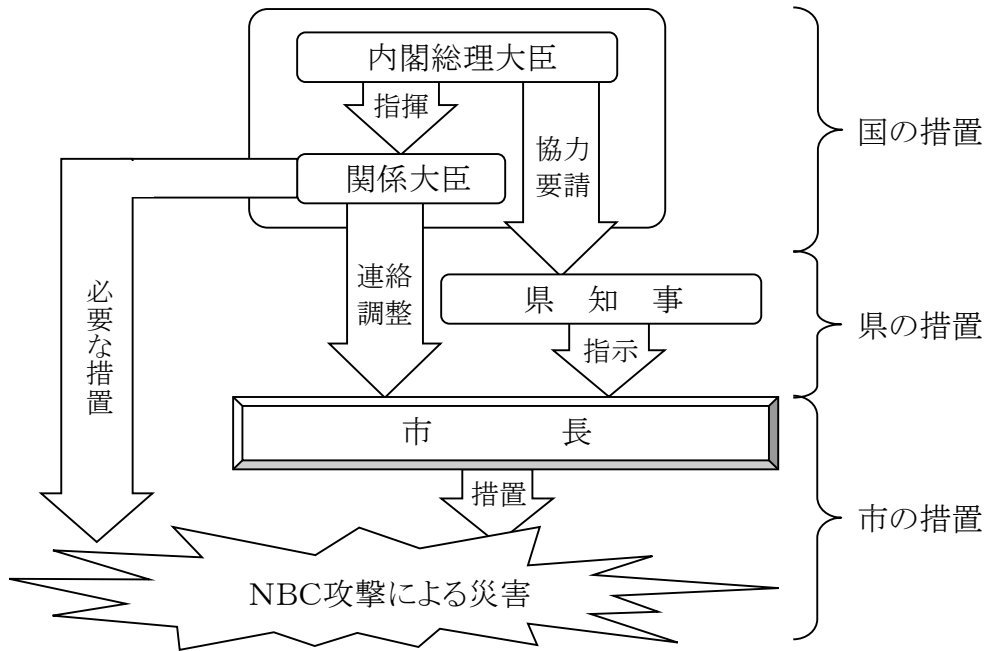 内閣総理大臣
指揮
協力
要請
国の措置
関係大臣
連絡
調整
県　知　事
必要な措置
県の措置
指示
市　　　長
措置
市の措置
NBC攻撃による災害